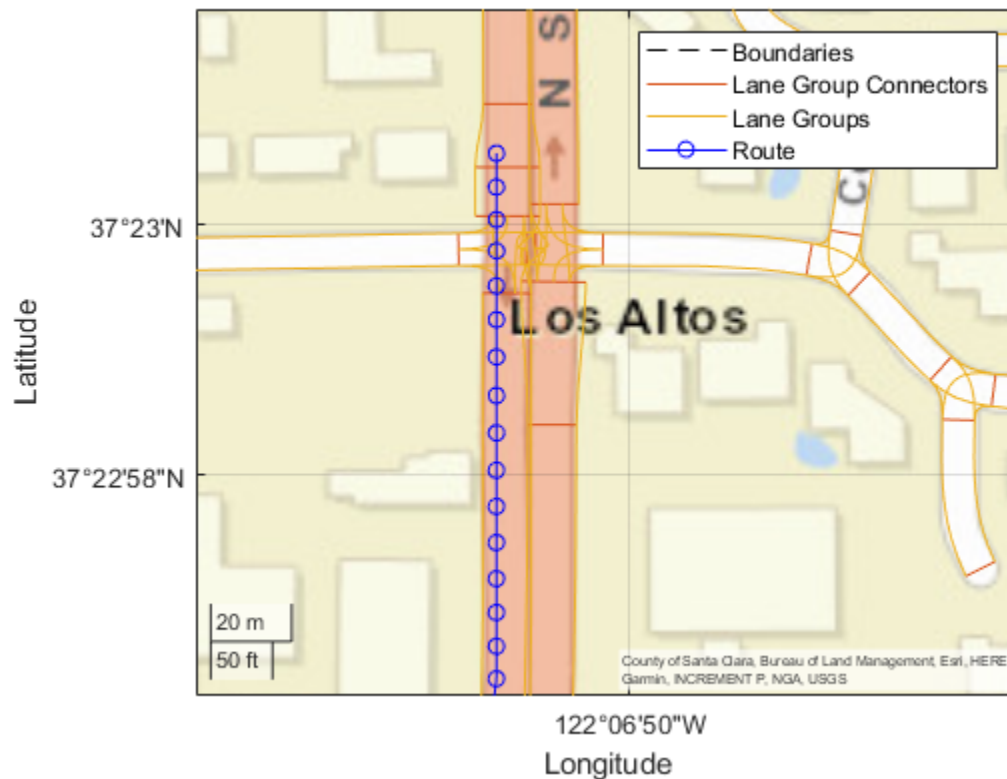 S
N
Boundaries
Lane Group Connectors
Lane Groups
Route
37°23'N
Los Altos
Latitude
37°22'58"N
20 m
50 ft
County of Santa Clara, Bureau of Land Management, Esri, HERE
Garmin, INCREMENT P, NGA, USGS
122°06'50"W
Longitude